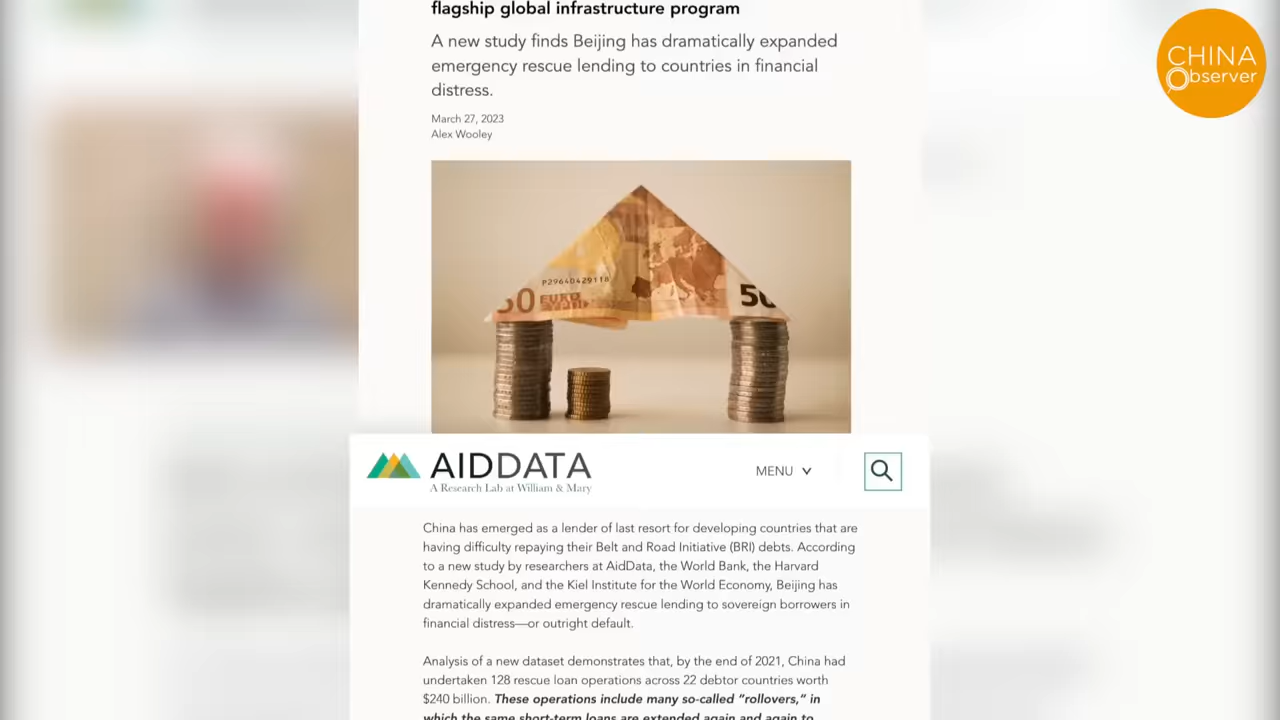 flagship global infrastructure program
A new study finds Beijing has dramatically expanded
emergency rescue lending to countries in financial
distress.
March 27, 2023
Alex Wooley
CHINA
Observer
P29640429118
50 EURO
50
AIDDATA
A Research Lab at William & Mary
MENU
China has emerged as a lender of last resort for developing countries that are
having difficulty repaying their Belt and Road Initiative (BRI) debts. According
to a new study by researchers at AidData, the World Bank, the Harvard
Kennedy School, and the Kiel Institute for the World Economy, Beijing has
dramatically expanded emergency rescue lending to sovereign borrowers in
financial distress—or outright default.
Analysis of a new dataset demonstrates that, by the end of 2021, China had
undertaken 128 rescue loan operations across 22 debtor countries worth
$240 billion. These operations include many so-called “rollovers,” in
which the same short-term loans are extended again and again to